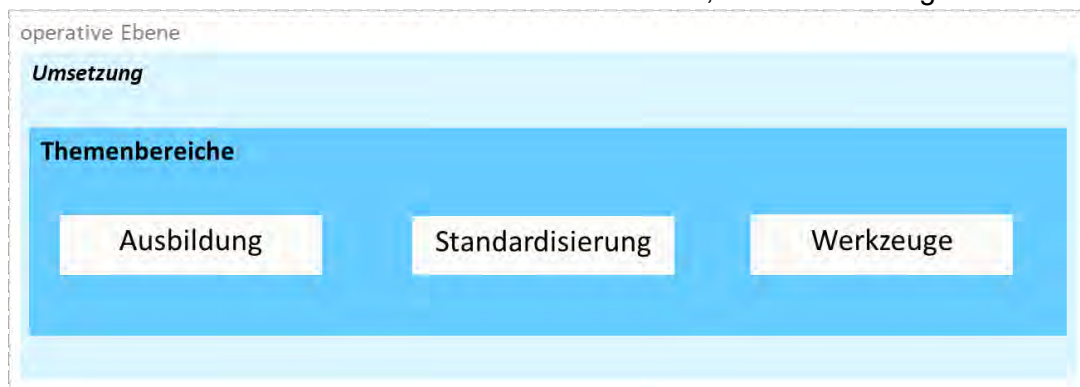 operative Ebene
Umsetzung
Themenbereiche
Ausbildung Standardisierung Werkzeuge